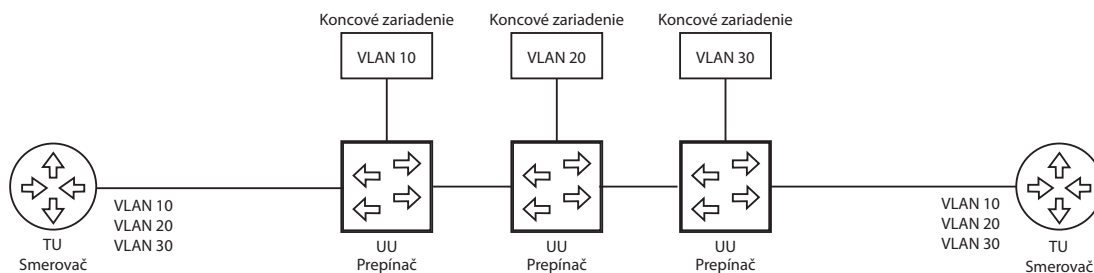 Koncové zariadenie
Koncové zariadenie
Koncové zariadenie
VLAN 10
VLAN 20
VLAN 30
VLAN 10
VLAN 20
VLAN 30
VLAN 10
VLAN 20
VLAN 30
TU
Smerovač
UU
Prepínač
UU
Prepínač
UU
Prepínač
TU
Smerovač